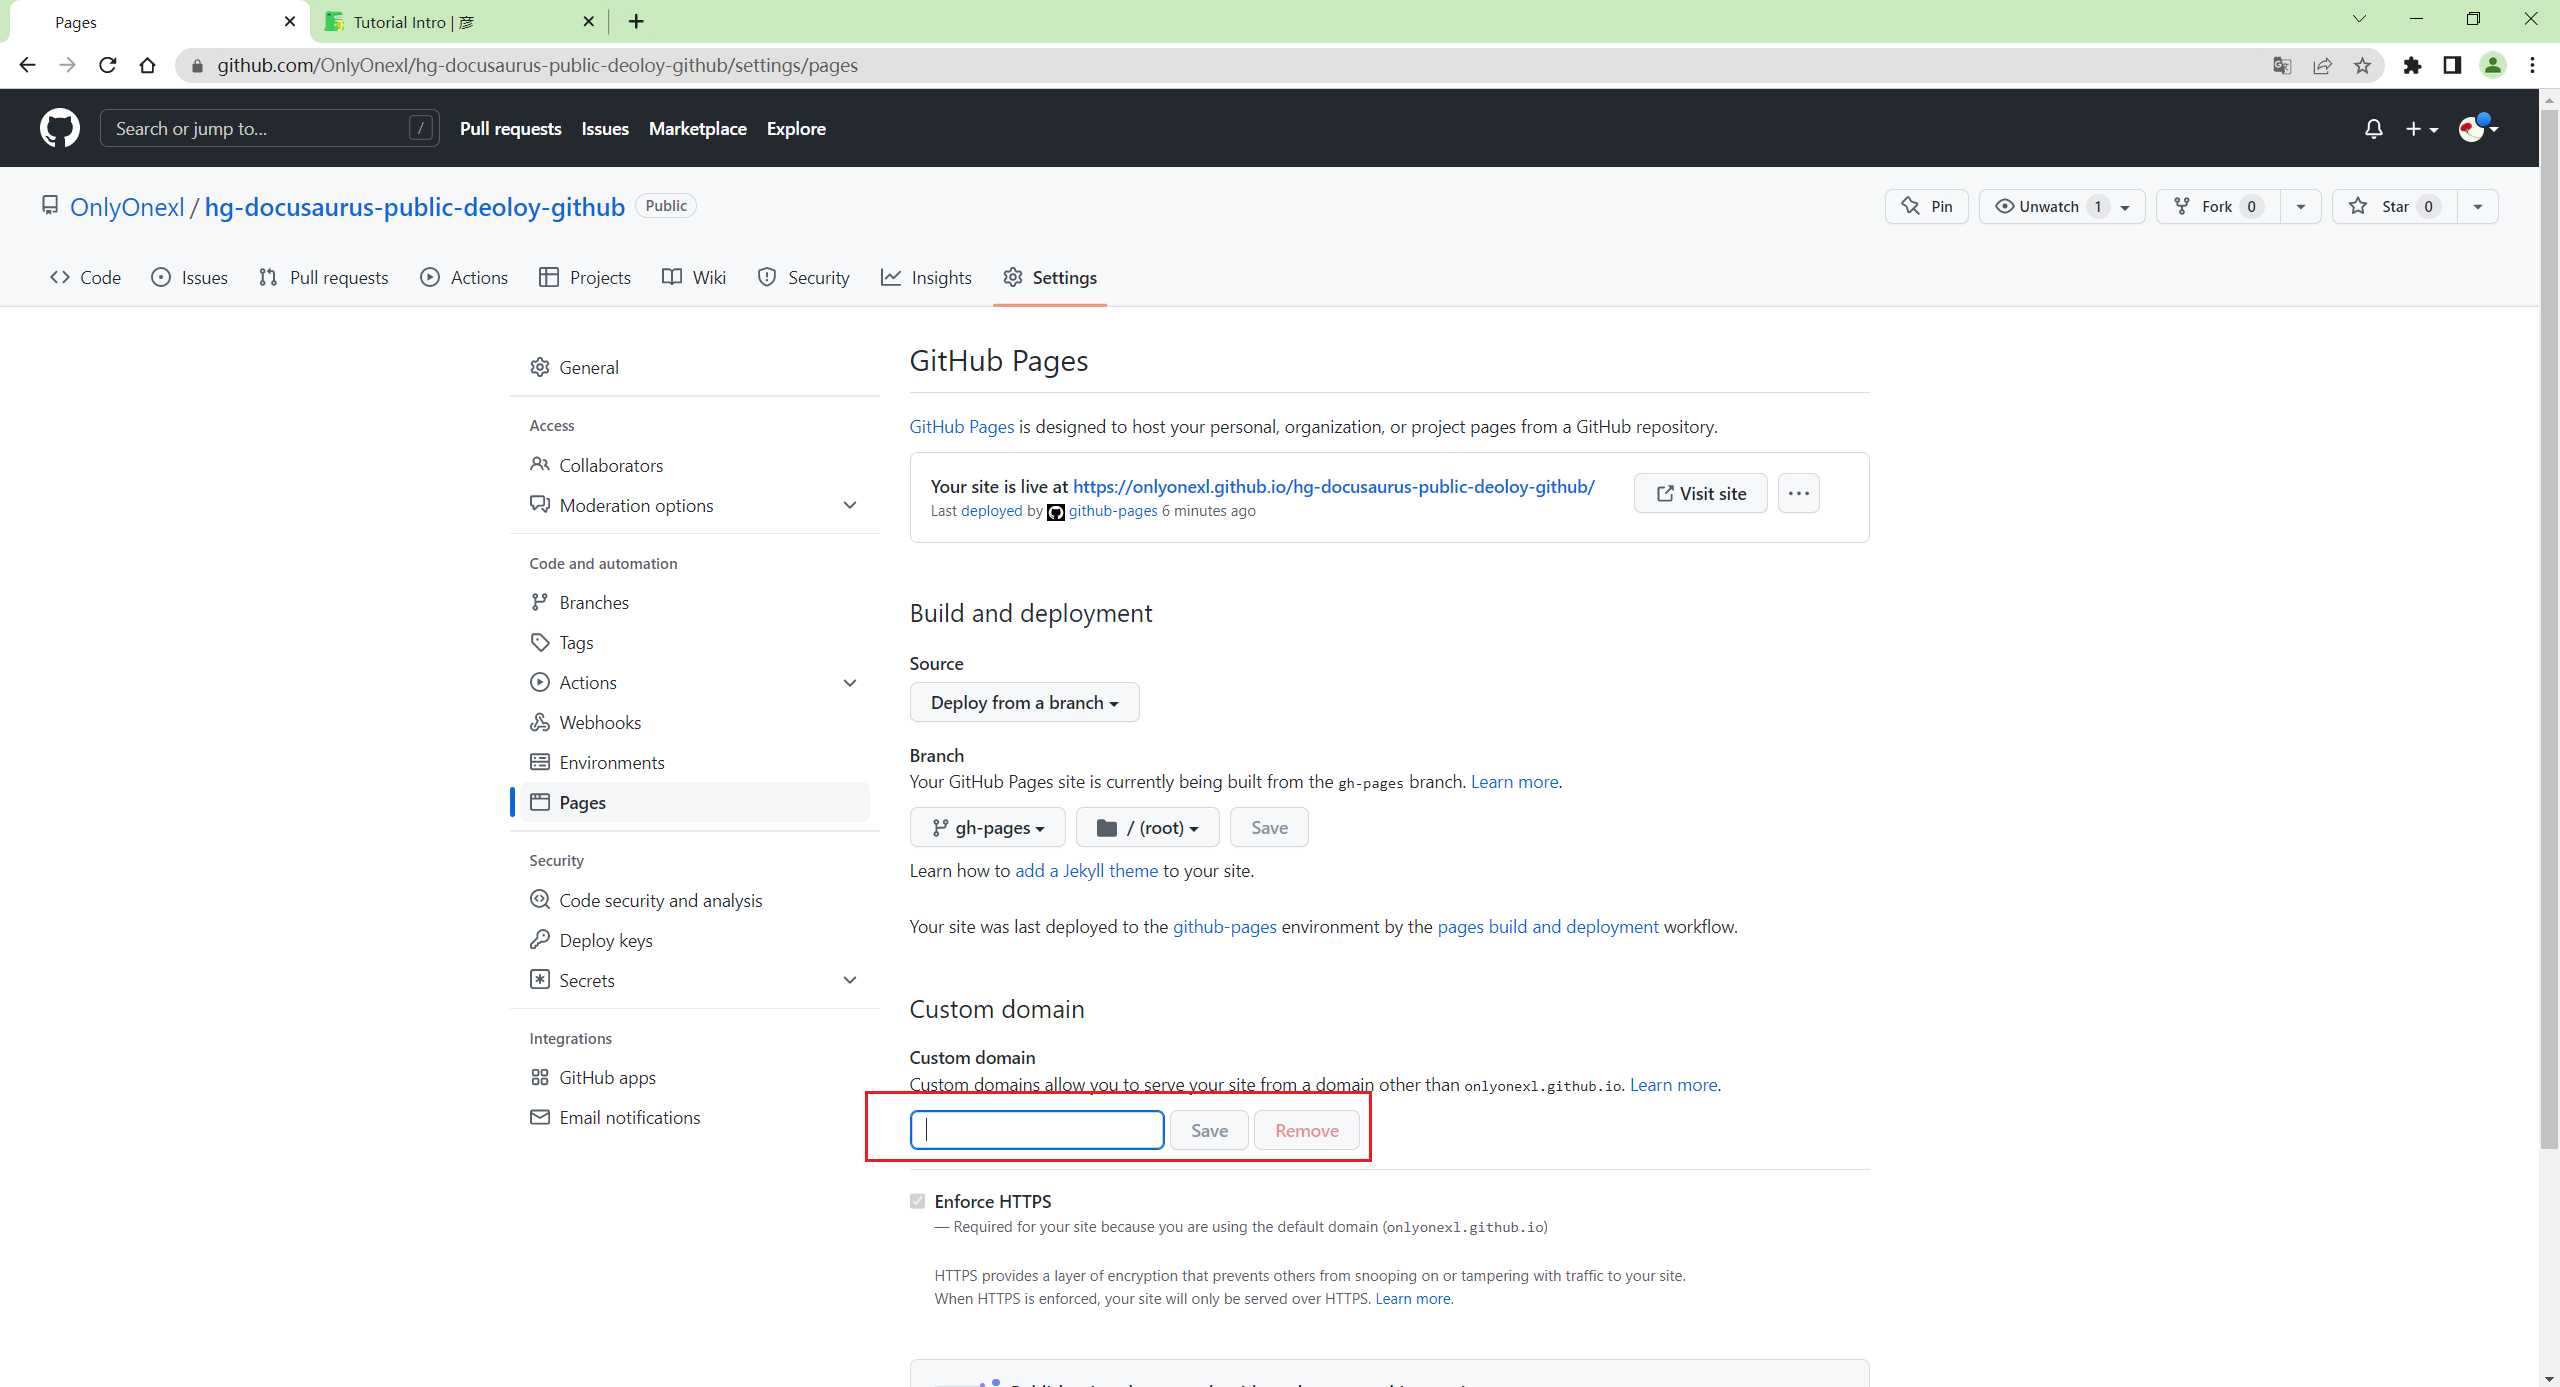 Pages
Tutorial Intro | 彦
github.com/OnlyOnexl/hg-docusaurus-public-deoloy-github/settings/pages
Search or jump to...
/
Pull requests
Issues
Marketplace
Explore
OnlyOnexl / hg-docusaurus-public-deoloy-github
Public
Pin
Unwatch 1
Fork 0
Star 0
Code
Issues
Pull requests
Actions
Projects
Wiki
Security
Insights
Settings
General
Access
Collaborators
Moderation options
Code and automation
Branches
Tags
Actions
Webhooks
Environments
Pages
Security
Code security and analysis
Deploy keys
Secrets
Integrations
GitHub apps
Email notifications
GitHub Pages
GitHub Pages is designed to host your personal, organization, or project pages from a GitHub repository.
Your site is live at https://onlyonexl.github.io/hg-docusaurus-public-deoloy-github/
Last deployed by github-pages 6 minutes ago
Visit site
Build and deployment
Source
Deploy from a branch
Branch
Your GitHub Pages site is currently being built from the gh-pages branch. Learn more.
gh-pages
/ (root)
Save
Learn how to add a Jekyll theme to your site.
Your site was last deployed to the github-pages environment by the pages build and deployment workflow.
Custom domain
Custom domain
Custom domains allow you to serve your site from a domain other than onlyonexl.github.io. Learn more.
Save
Remove
Enforce HTTPS
— Required for your site because you are using the default domain (onlyonexl.github.io)
HTTPS provides a layer of encryption that prevents others from snooping on or tampering with traffic to your site.
When HTTPS is enforced, your site will only be served over HTTPS. Learn more.